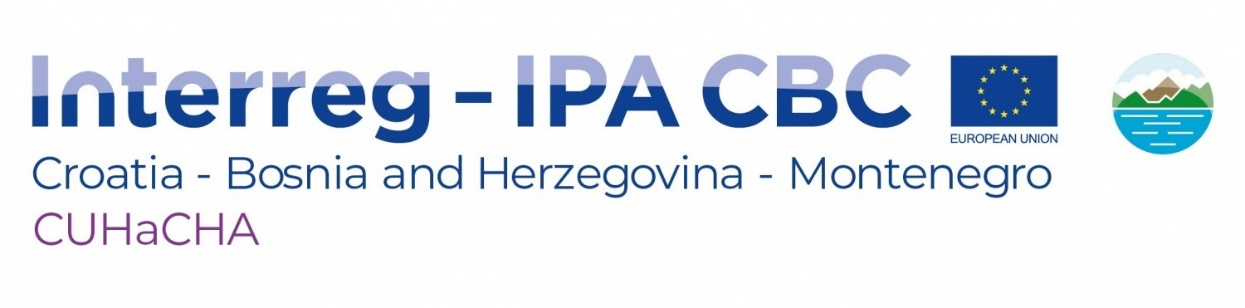 Interreg - IPA CBC
EUROPEAN UNION
Croatia - Bosnia and Herzegovina - Montenegro
CUHaCHA